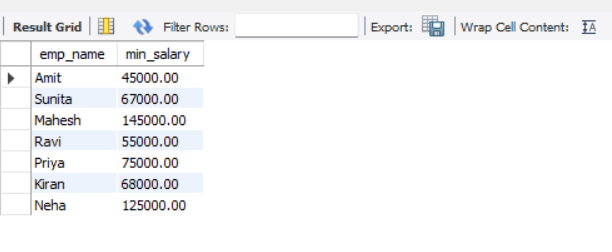 Result Grid Filter Rows: Export: Wrap Cell Content: IA
emp_name min_salary
Amit 45000.00
Sunita 67000.00
Mahesh 145000.00
Ravi 55000.00
Priya 75000.00
Kiran 68000.00
Neha 125000.00